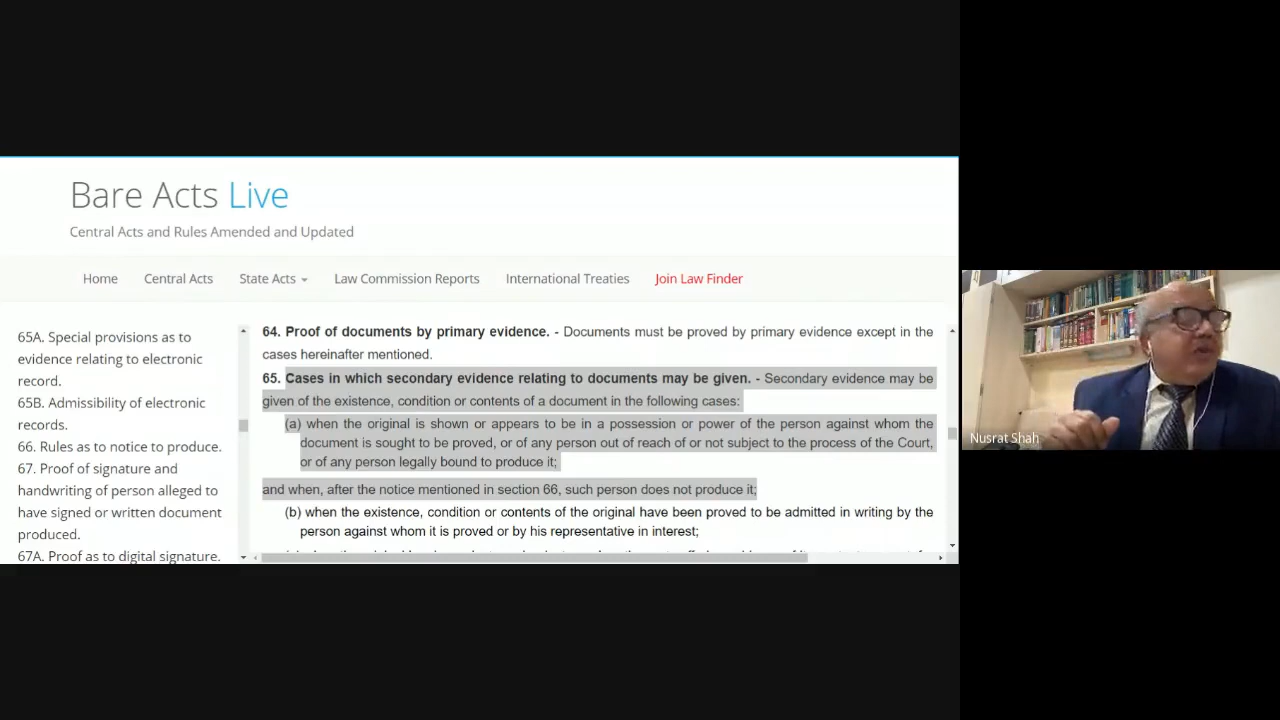 Bare Acts Live
Central Acts and Rules Amended and Updated
Home Central Acts State Acts Law Commission Reports International Treaties Join Law Finder
65A. Special provisions as to
evidence relating to electronic
record.
65B. Admissibility of electronic
records.
66. Rules as to notice to produce.
67. Proof of signature and
handwriting of person alleged to
have signed or written document
produced.
67A. Proof as to digital signature.
64. Proof of documents by primary evidence. - Documents must be proved by primary evidence except in the
cases hereinafter mentioned.
65. Cases in which secondary evidence relating to documents may be given. - Secondary evidence may be
given of the existence, condition or contents of a document in the following cases:
(a) when the original is shown or appears to be in a possession or power of the person against whom the
document is sought to be proved, or of any person out of reach of or not subject to the process of the Court,
or of any person legally bound to produce it;
and when, after the notice mentioned in section 66, such person does not produce it;
(b) when the existence, condition or contents of the original have been proved to be admitted in writing by the
person against whom it is proved or by his representative in interest;
Nusrat Shah